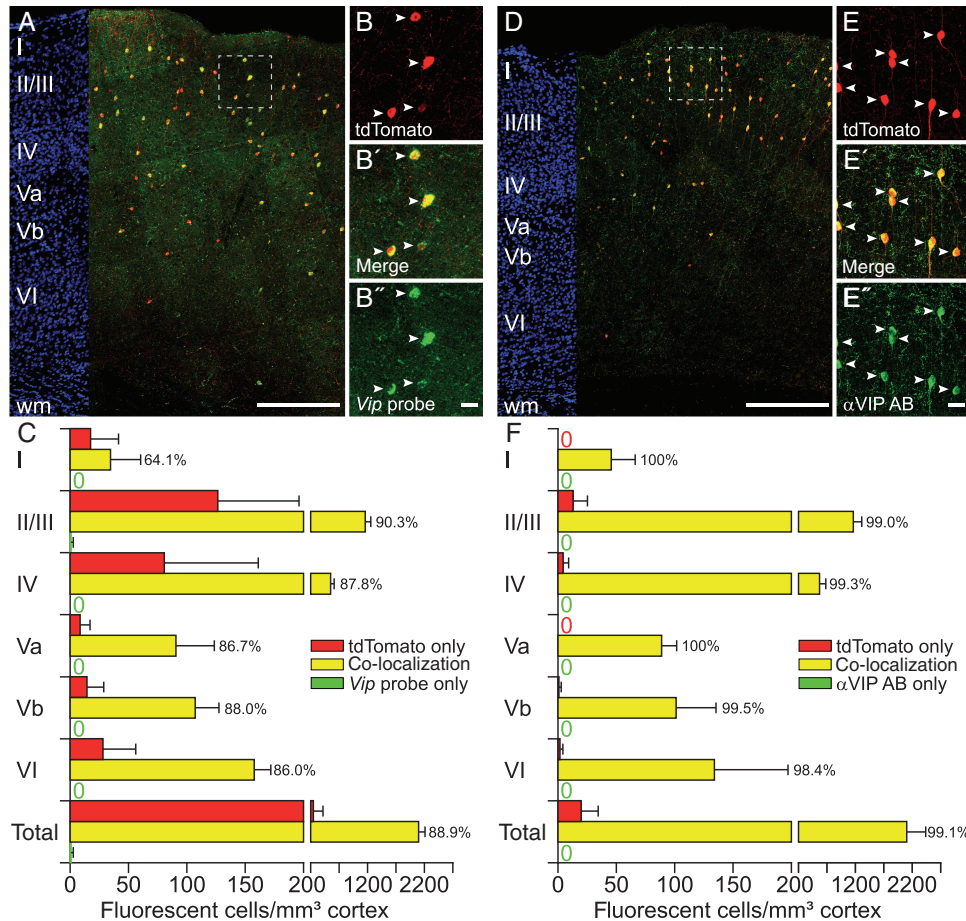 A
I
II/III
IV
Va
Vb
VI
wm
B
tdTomato
B′
Merge
B″
Vip probe
D
I
II/III
IV
Va
Vb
VI
wm
E
tdTomato
E′
Merge
E″
αVIP AB
C
I
64.1%
0
II/III
90.3%
IV
87.8%
0
Va
86.7%
0
Vb
88.0%
0
VI
86.0%
0
Total
88.9%
tdTomato only
Co-localization
Vip probe only
0 50 100 150 200 1200 2200
Fluorescent cells/mm³ cortex
F
0
I
100%
0
II/III
99.0%
0
IV
99.3%
0
0
Va
100%
0
Vb
99.5%
0
VI
98.4%
0
Total
99.1%
0
tdTomato only
Co-localization
αVIP AB only
0 50 100 150 200 1200 2200
Fluorescent cells/mm³ cortex